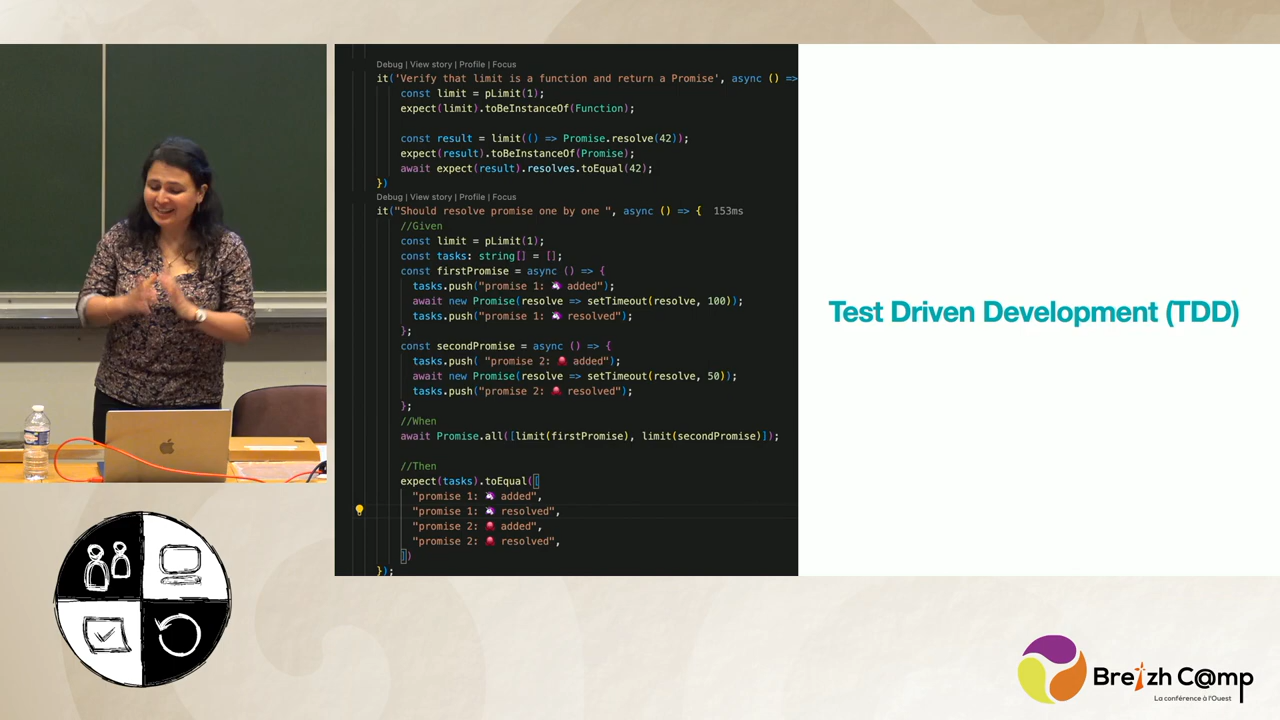 Debug | View story | Profile | Focus
it('Verify that limit is a function and return a Promise', async () =>
const limit = pLimit(1);
expect(limit).toBeInstanceOf(Function);
const result = limit(() => Promise.resolve(42));
expect(result).toBeInstanceOf(Promise);
await expect(result).resolves.toEqual(42);
})
Debug | View story | Profile | Focus
it("Should resolve promise one by one ", async () => { 153ms
//Given
const limit = pLimit(1);
const tasks: string[] = [];
const firstPromise = async () => {
tasks.push("promise 1: 🦄 added");
await new Promise(resolve => setTimeout(resolve, 100));
tasks.push("promise 1: 🦄 resolved");
};
const secondPromise = async () => {
tasks.push( "promise 2: 🐙 added");
await new Promise(resolve => setTimeout(resolve, 50));
tasks.push("promise 2: 🐙 resolved");
};
//When
await Promise.all([limit(firstPromise), limit(secondPromise)]);
//Then
expect(tasks).toEqual([
"promise 1: 🦄 added",
"promise 1: 🦄 resolved",
"promise 2: 🐙 added",
"promise 2: 🐙 resolved",
])
});
Test Driven Development (TDD)
Breizh C@mp
La conférence à l'Ouest